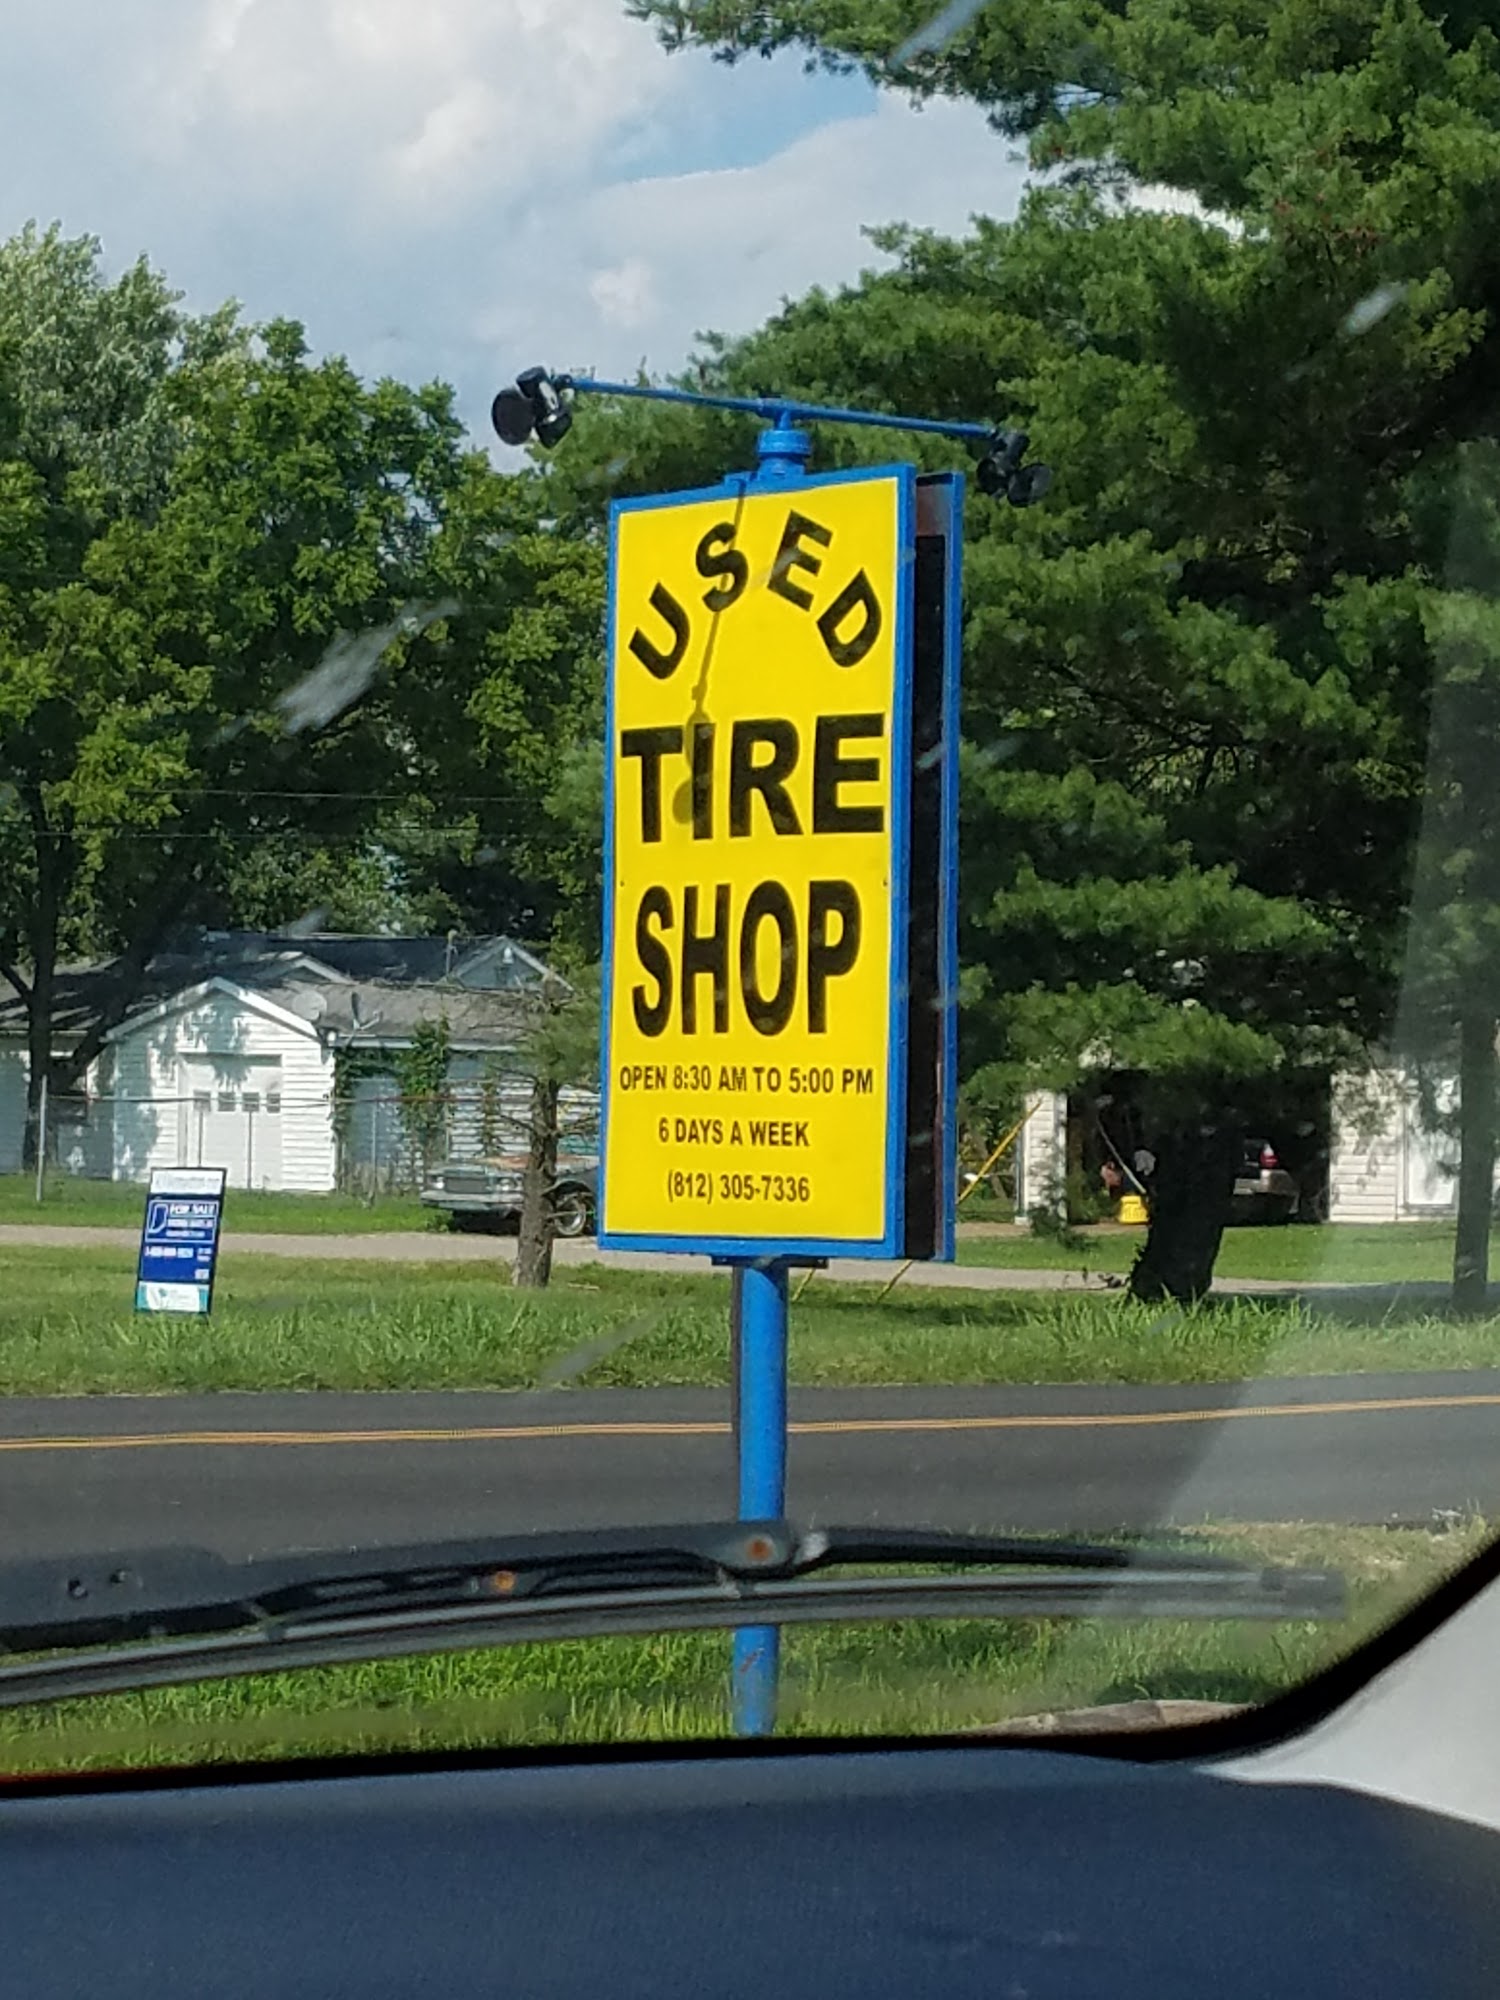 USED
TIRE
SHOP
OPEN 8:30 AM TO 5:00 PM
6 DAYS A WEEK
(812) 305-7336
FOR SALE